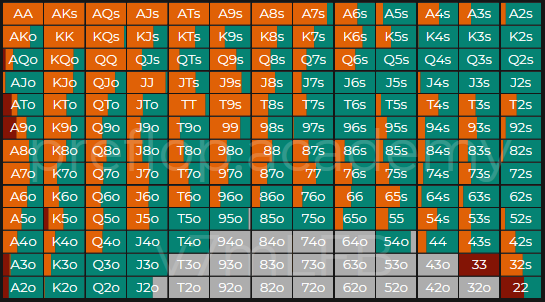 AA AKs AQs AJs ATs A9s A8s A7s A6s A5s A4s A3s A2s
AKo KK KQs KJs KTs K9s K8s K7s K6s K5s K4s K3s K2s
AQo KQo QQ QJs QTs Q9s Q8s Q7s Q6s Q5s Q4s Q3s Q2s
AJo KJo QJo JJ JTs J9s J8s J7s J6s J5s J4s J3s J2s
ATo KTo QTo JTo TT T9s T8s T7s T6s T5s T4s T3s T2s
A9o K9o Q9o J9o T9o 99 98s 97s 96s 95s 94s 93s 92s
A8o K8o Q8o J8o T8o 98o 88 87s 86s 85s 84s 83s 82s
preflop academy
A7o K7o Q7o J7o T7o 97o 87o 77 76s 75s 74s 73s 72s
A6o K6o Q6o J6o T6o 96o 86o 76o 66 65s 64s 63s 62s
A5o K5o Q5o J5o T5o 95o 85o 75o 65o 55 54s 53s 52s
A4o K4o Q4o J4o T4o 94o 84o 74o 64o 54o 44 43s 42s
A3o K3o Q3o J3o T3o 93o 83o 73o 63o 53o 43o 33 32s
A2o K2o Q2o J2o T2o 92o 82o 72o 62o 52o 42o 32o 22